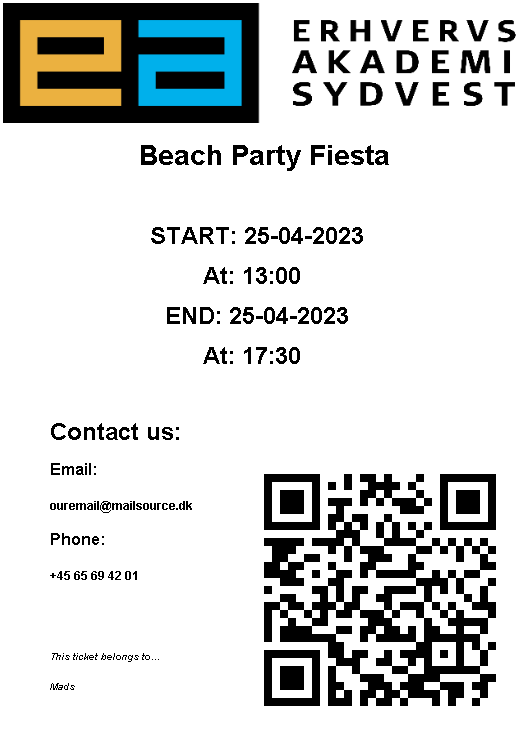 ea
ERHVERVS
AKADEMI
SYDVEST
Beach Party Fiesta
START: 25-04-2023
At: 13:00
END: 25-04-2023
At: 17:30
Contact us:
Email:
ouremail@mailsource.dk
Phone:
+45 65 69 42 01
This ticket belongs to...
Mads